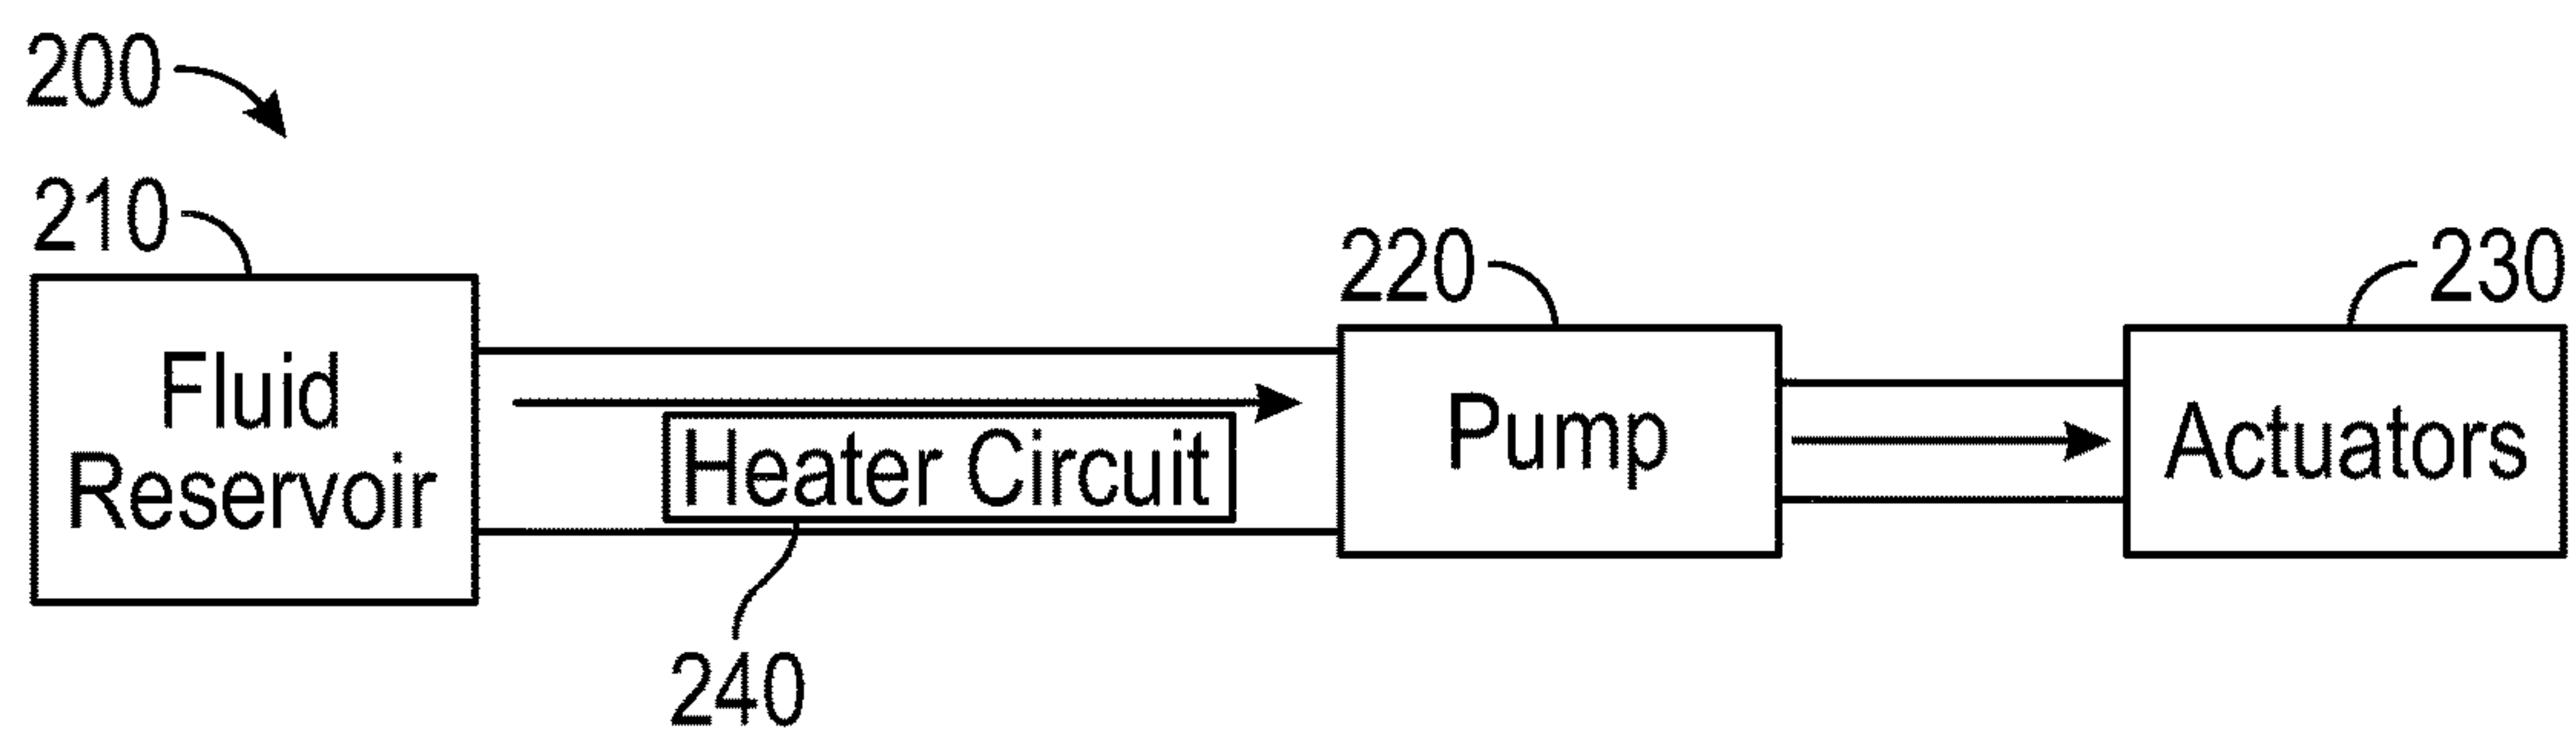 200
210
220
230
Fluid
Reservoir
Heater Circuit
Pump
Actuators
240